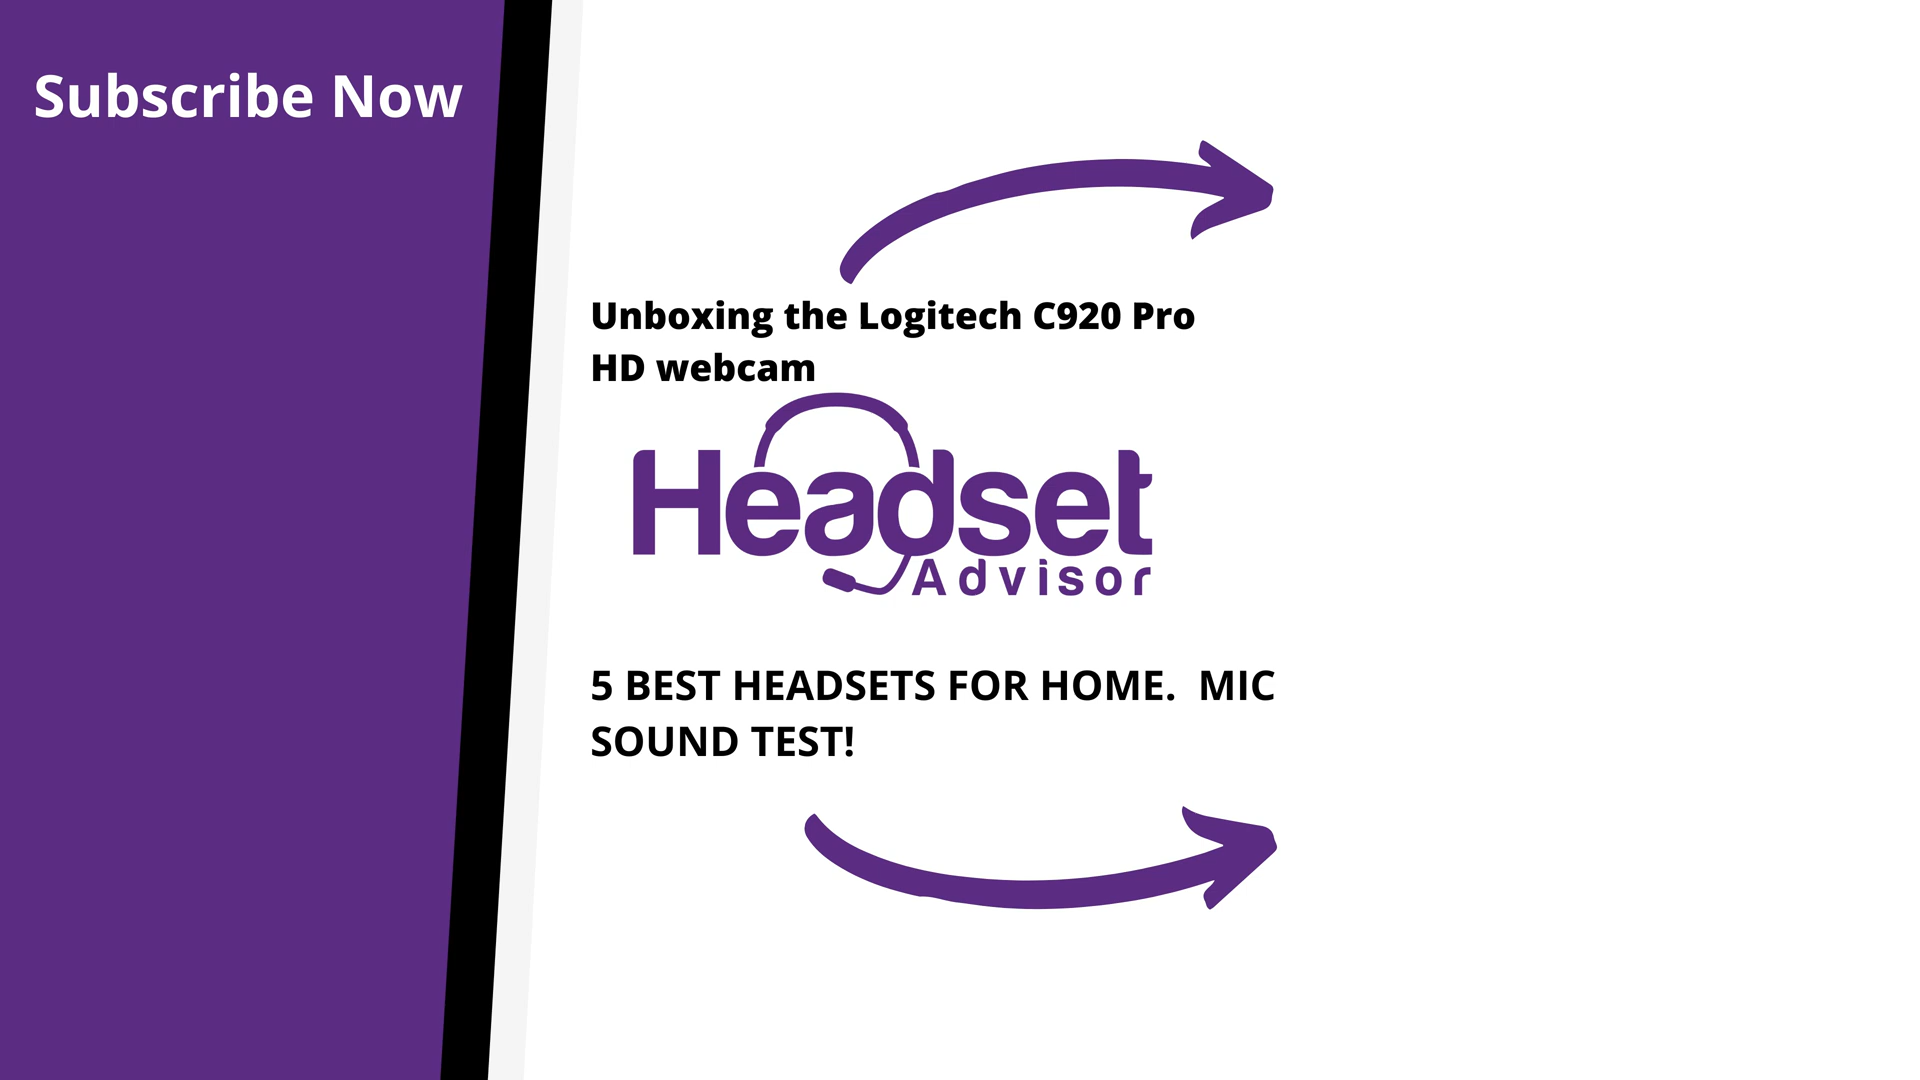 Subscribe Now
Unboxing the Logitech C920 Pro
HD webcam
Headset
Advisor
5 BEST HEADSETS FOR HOME.  MIC
SOUND TEST!